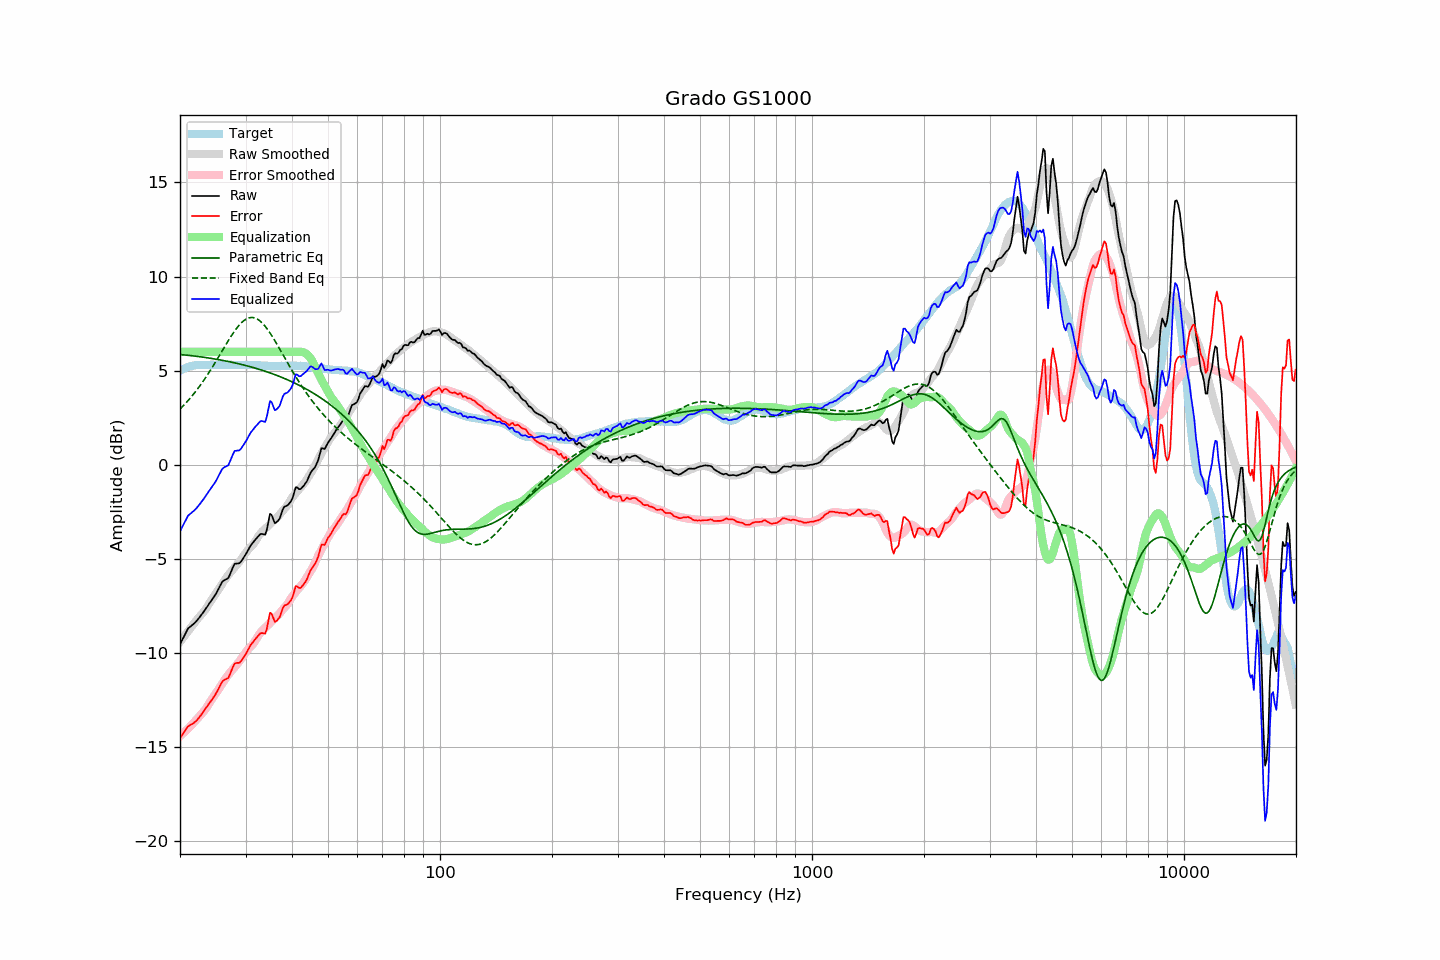 Grado GS1000
Target
Raw Smoothed
Error Smoothed
Raw
Error
Equalization
Parametric Eq
Fixed Band Eq
Equalized
15
10
5
0
−5
−10
−15
−20
Amplitude (dBr)
100
1000
10000
Frequency (Hz)